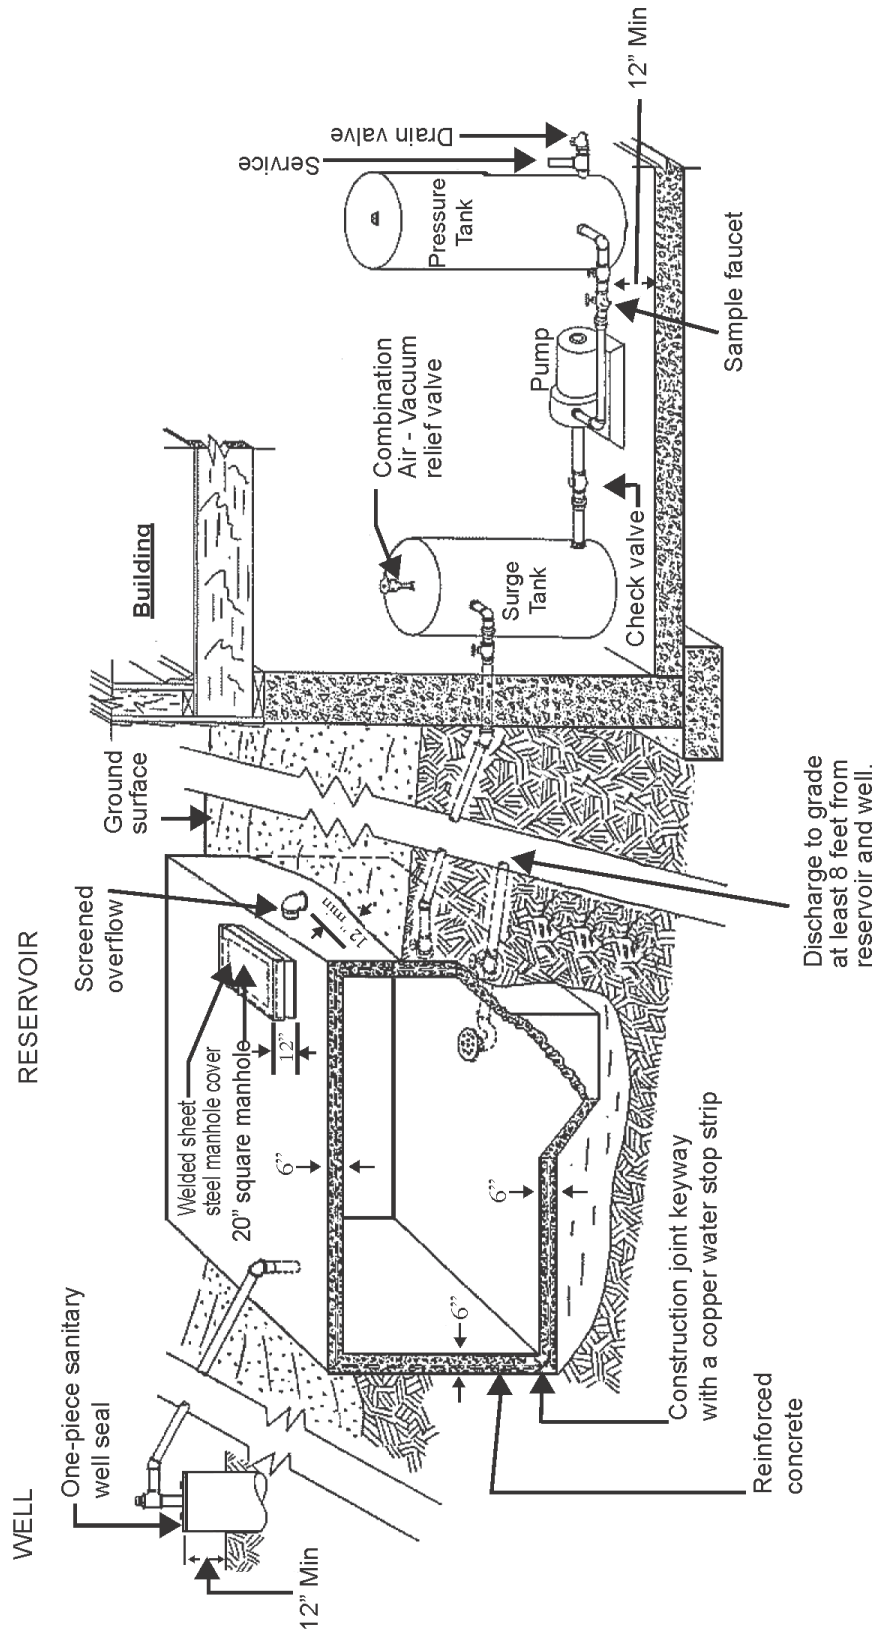 WELL
One-piece sanitary
well seal
12” Min
RESERVOIR
Welded sheet
steel manhole cover
20” square manhole
12”
Screened
overflow
12” min
Ground
surface
6”
6”
6”
Construction joint keyway
with a copper water stop strip
Reinforced
concrete
Discharge to grade
at least 8 feet from
reservoir and well.
Building
Combination
Air - Vacuum
relief valve
Surge
Tank
Check valve
Pump
Pressure
Tank
Service
Drain valve
Sample faucet
12” Min